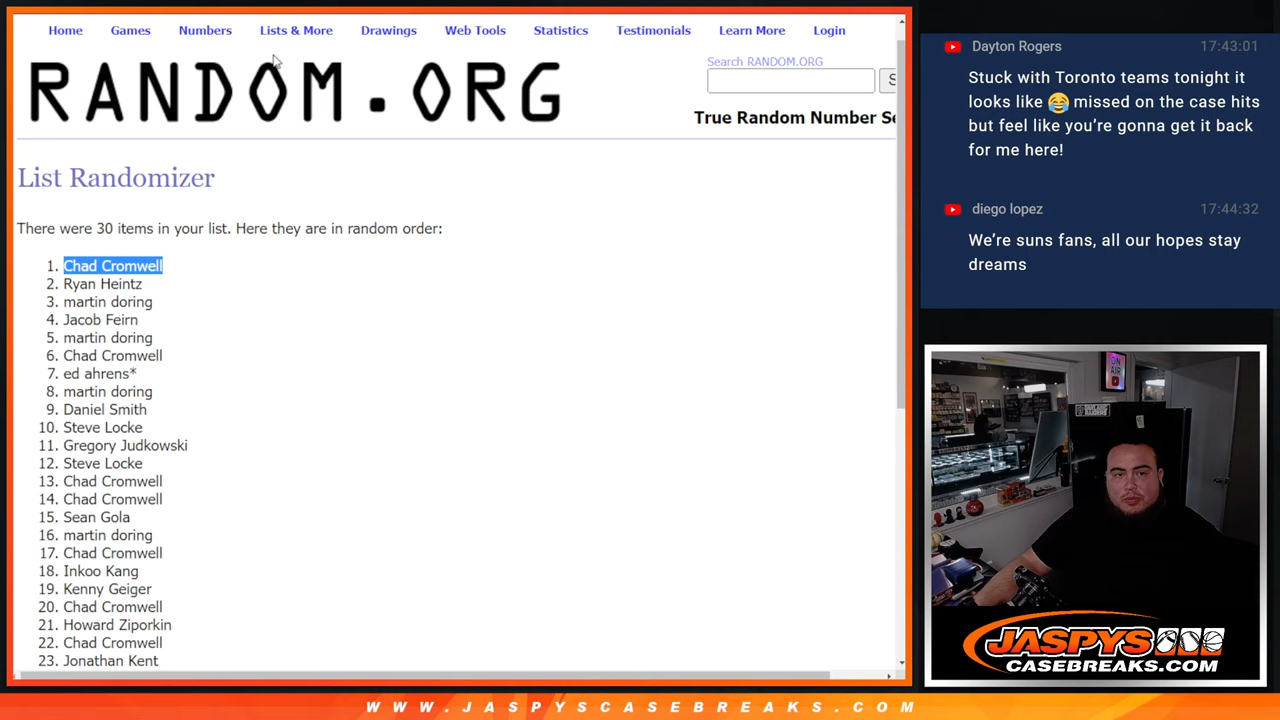 Home Games Numbers Lists & More Drawings Web Tools Statistics Testimonials Learn More Login
RANDOM.ORG
Search RANDOM.ORG
S
True Random Number Se
List Randomizer
There were 30 items in your list. Here they are in random order:
1. Chad Cromwell
2. Ryan Heintz
3. martin doring
4. Jacob Feirn
5. martin doring
6. Chad Cromwell
7. ed ahrens*
8. martin doring
9. Daniel Smith
10. Steve Locke
11. Gregory Judkowski
12. Steve Locke
13. Chad Cromwell
14. Chad Cromwell
15. Sean Gola
16. martin doring
17. Chad Cromwell
18. Inkoo Kang
19. Kenny Geiger
20. Chad Cromwell
21. Howard Ziporkin
22. Chad Cromwell
23. Jonathan Kent
Dayton Rogers 17:43:01
Stuck with Toronto teams tonight it
looks like 😂 missed on the case hits
but feel like you're gonna get it back
for me here!
diego lopez 17:44:32
We're suns fans, all our hopes stay
dreams
ON
AIR
JASPYS
CASEBREAKS.COM
WWW.JASPYSCASEBREAKS.COM